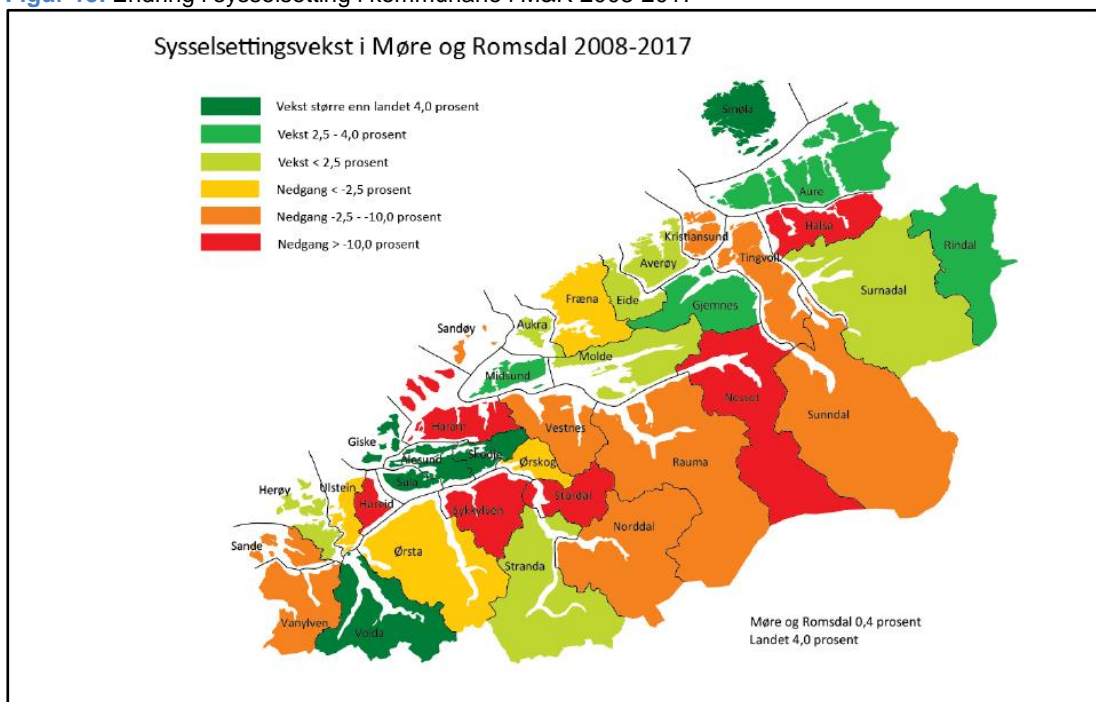 Sysselsettingsvekst i Møre og Romsdal 2008-2017
Vekst større enn landet 4,0 prosent
Vekst 2,5 - 4,0 prosent
Vekst < 2,5 prosent
Nedgang < -2,5 prosent
Nedgang -2,5 - -10,0 prosent
Nedgang > -10,0 prosent
Smøla
Aure
Halsa
Kristiansund
Rindal
Tingvoll
Averøy
Surnadal
Fræna
Eide
Gjemnes
Aukra
Sandøy
Molde
Midsund
Nesset
Sunndal
Haram
Vestnes
Giske
Ålesund
Skodje
Ørskog
Rauma
Sula
Herøy
Ulstein
Hareid
Sykkylven
Stordal
Norddal
Sande
Ørsta
Stranda
Vanylven
Volda
Møre og Romsdal 0,4 prosent
Landet 4,0 prosent